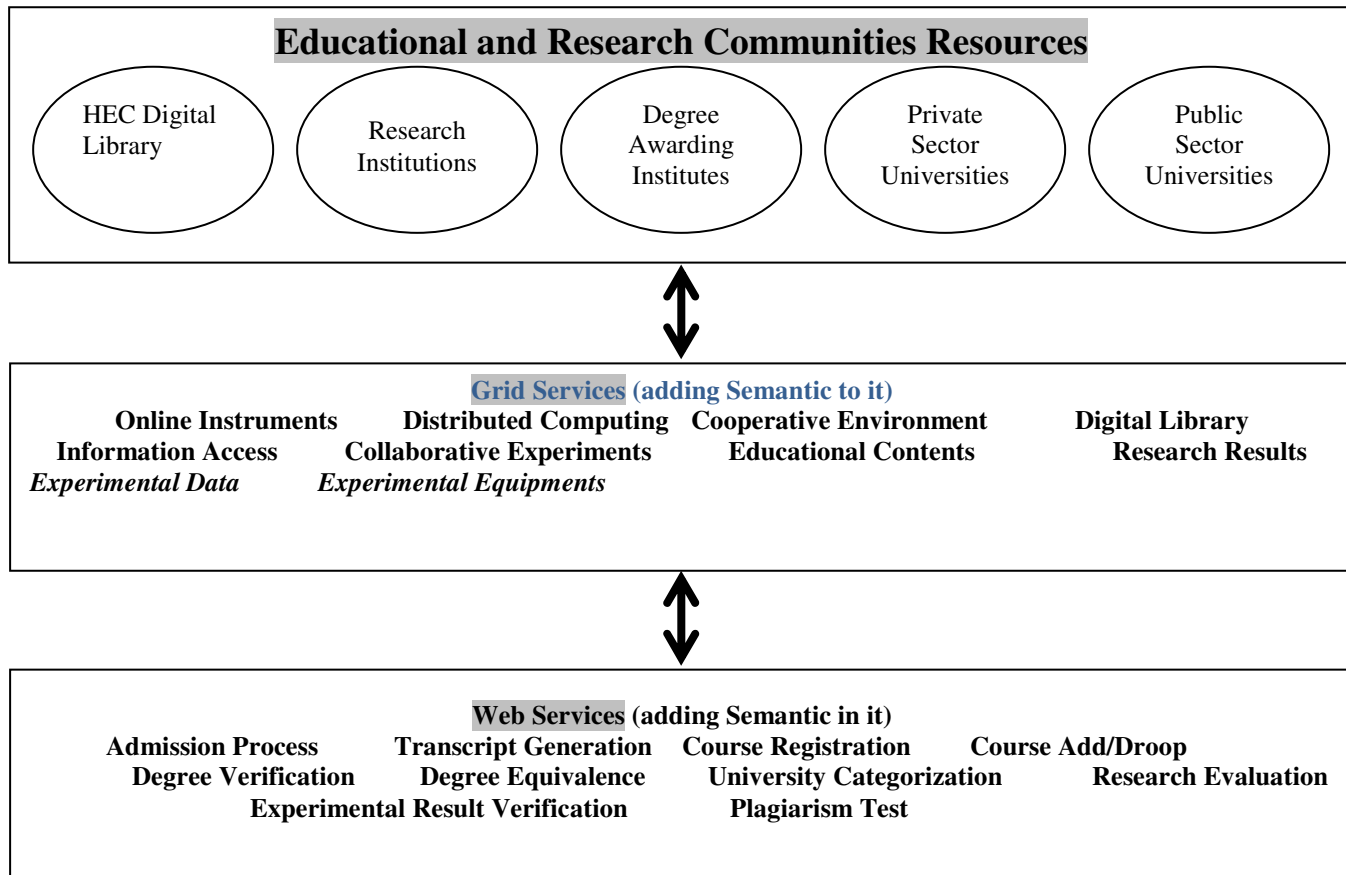 Educational and Research Communities Resources
HEC Digital
Library
Research
Institutions
Degree
Awarding
Institutes
Private
Sector
Universities
Public
Sector
Universities
Grid Services (adding Semantic to it)
Online Instruments Distributed Computing Cooperative Environment Digital Library
Information Access Collaborative Experiments Educational Contents Research Results
Experimental Data Experimental Equipments
Web Services (adding Semantic in it)
Admission Process Transcript Generation Course Registration Course Add/Droop
Degree Verification Degree Equivalence University Categorization Research Evaluation
Experimental Result Verification Plagiarism Test